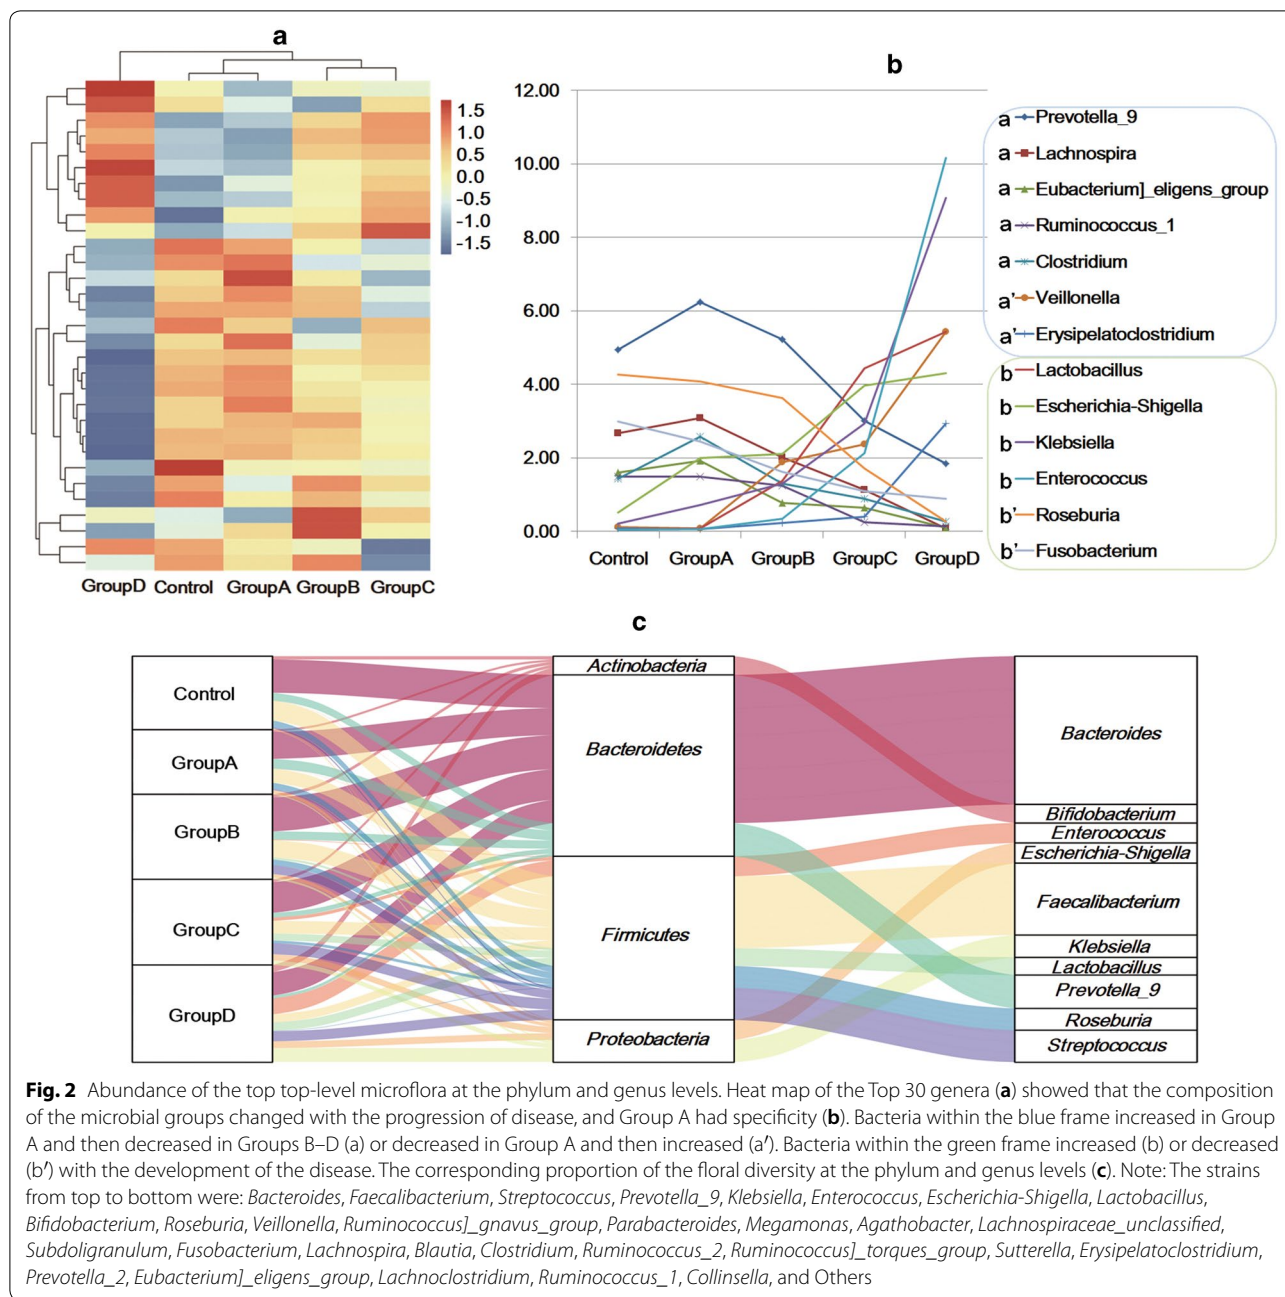 a
1.5
1.0
0.5
0.0
−0.5
−1.0
−1.5
GroupD Control GroupA GroupB GroupC
b
12.00
10.00
8.00
6.00
4.00
2.00
0.00
Control GroupA GroupB GroupC GroupD
a Prevotella_9
a Lachnospira
a Eubacterium]_eligens_group
a Ruminococcus_1
a Clostridium
a' Veillonella
a' Erysipelatoclostridium
b Lactobacillus
b Escherichia-Shigella
b Klebsiella
b Enterococcus
b' Roseburia
b' Fusobacterium
c
Control
GroupA
GroupB
GroupC
GroupD
Actinobacteria
Bacteroidetes
Firmicutes
Proteobacteria
Bacteroides
Bifidobacterium
Enterococcus
Escherichia-Shigella
Faecalibacterium
Klebsiella
Lactobacillus
Prevotella_9
Roseburia
Streptococcus
Fig. 2 Abundance of the top top-level microflora at the phylum and genus levels. Heat map of the Top 30 genera (a) showed that the composition
of the microbial groups changed with the progression of disease, and Group A had specificity (b). Bacteria within the blue frame increased in Group
A and then decreased in Groups B–D (a) or decreased in Group A and then increased (a′). Bacteria within the green frame increased (b) or decreased
(b′) with the development of the disease. The corresponding proportion of the floral diversity at the phylum and genus levels (c). Note: The strains
from top to bottom were: Bacteroides, Faecalibacterium, Streptococcus, Prevotella_9, Klebsiella, Enterococcus, Escherichia-Shigella, Lactobacillus,
Bifidobacterium, Roseburia, Veillonella, Ruminococcus]_gnavus_group, Parabacteroides, Megamonas, Agathobacter, Lachnospiraceae_unclassified,
Subdoligranulum, Fusobacterium, Lachnospira, Blautia, Clostridium, Ruminococcus_2, Ruminococcus]_torques_group, Sutterella, Erysipelatoclostridium,
Prevotella_2, Eubacterium]_eligens_group, Lachnoclostridium, Ruminococcus_1, Collinsella, and Others